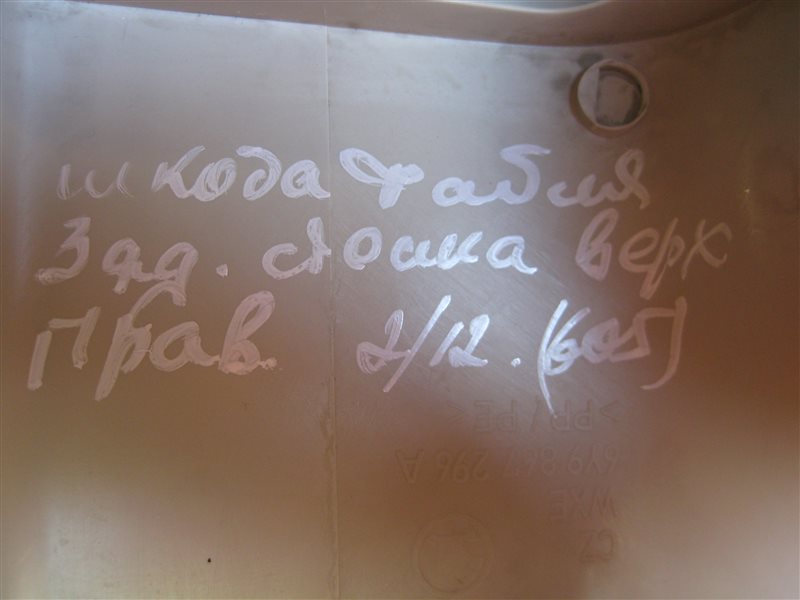 шкода фабия
Зад. стойка верх
Прав. 2/12. (605)
>PP/PE<
6Y9 867 296 A
WXE
CZ